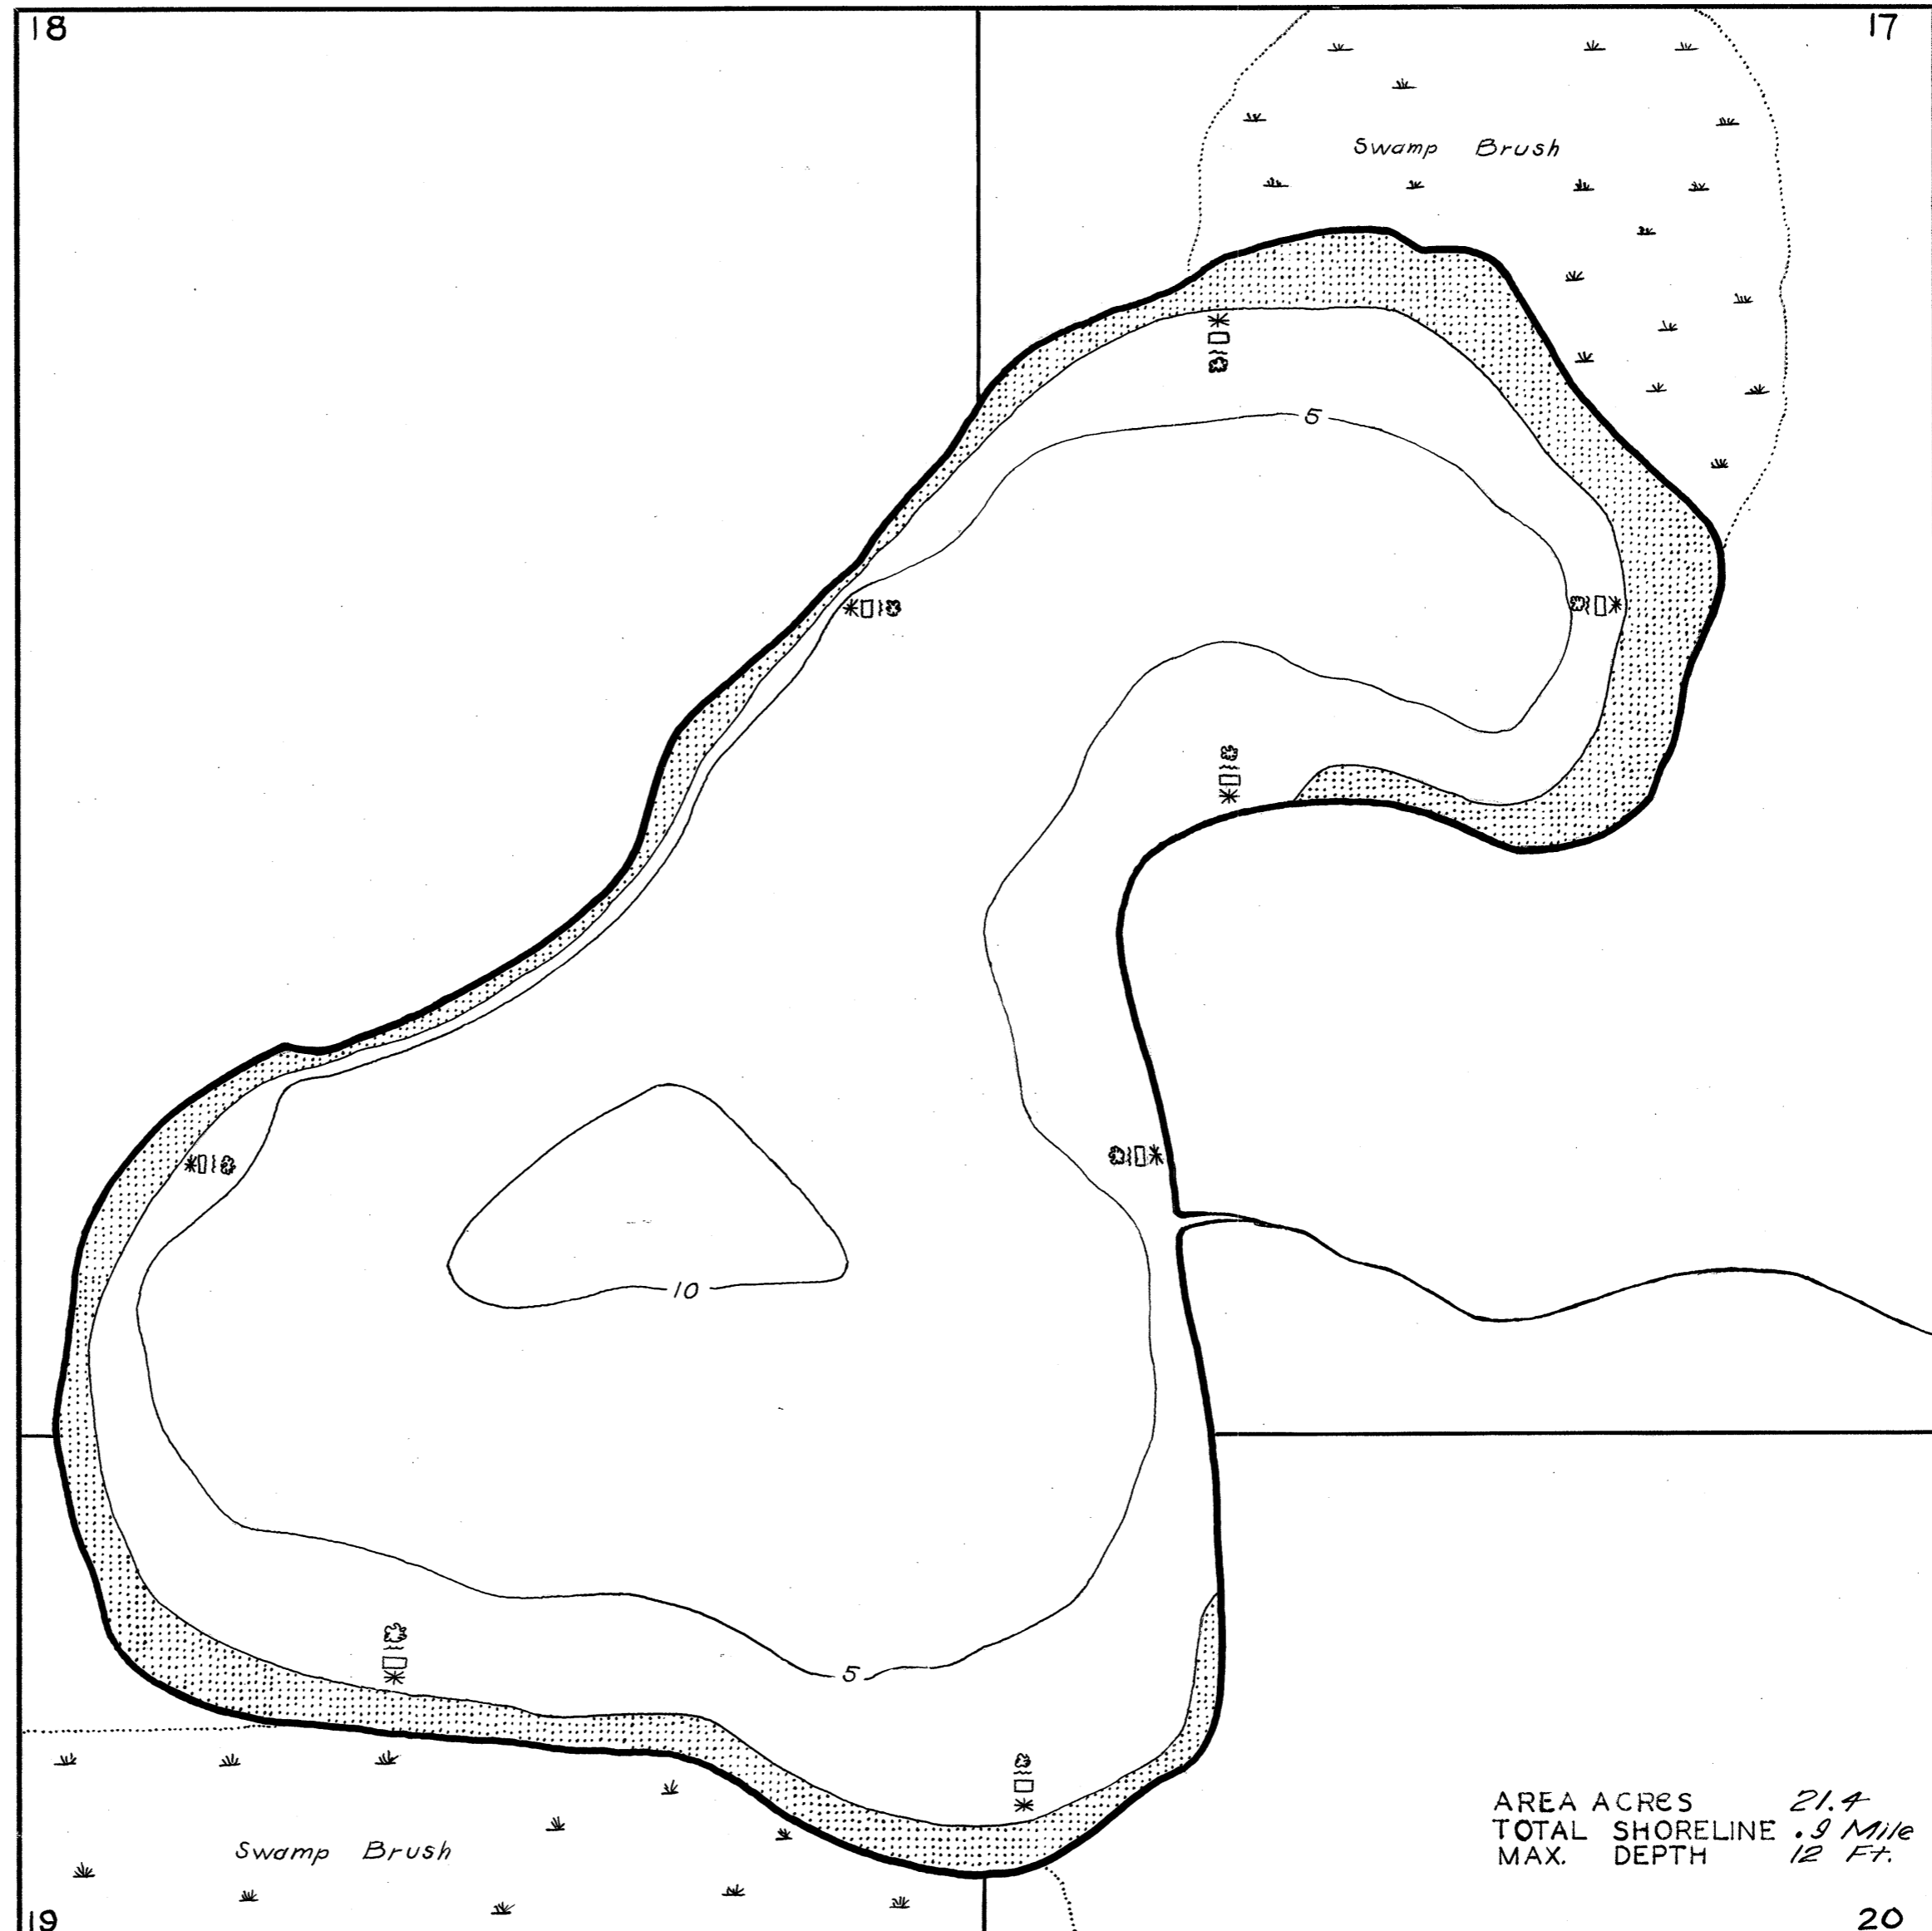 18
17
Swamp Brush
5
10
5
Swamp Brush
AREA ACRES 21.4
TOTAL SHORELINE .9 Mile
MAX. DEPTH 12 Ft.
19
20